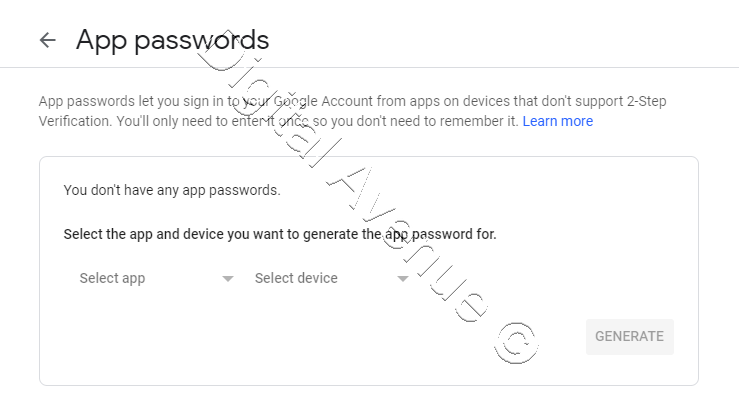 App passwords
App passwords let you sign in to your Google Account from apps on devices that don't support 2-Step
Verification. You'll only need to enter it once so you don't need to remember it. Learn more
You don't have any app passwords.
Select the app and device you want to generate the app password for.
Select app Select device
GENERATE
Digital Avenue ©